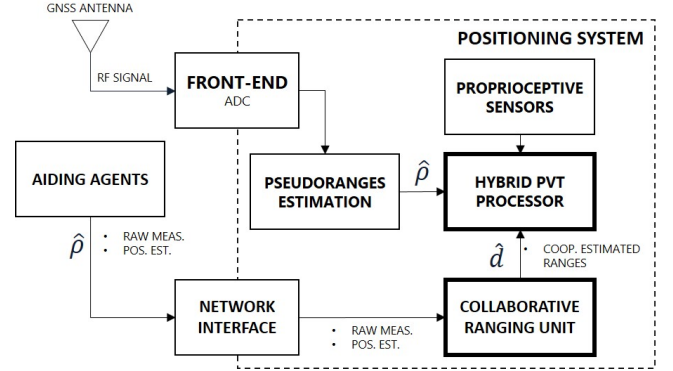 GNSS ANTENNA
POSITIONING SYSTEM
RF SIGNAL
FRONT-END
ADC
PROPRIOCEPTIVE
SENSORS
AIDING AGENTS
PSEUDORANGES
ESTIMATION
ρ̂
HYBRID PVT
PROCESSOR
ρ̂
• RAW MEAS.
• POS. EST.
d̂
• COOP. ESTIMATED
RANGES
NETWORK
INTERFACE
• RAW MEAS.
• POS. EST.
COLLABORATIVE
RANGING UNIT